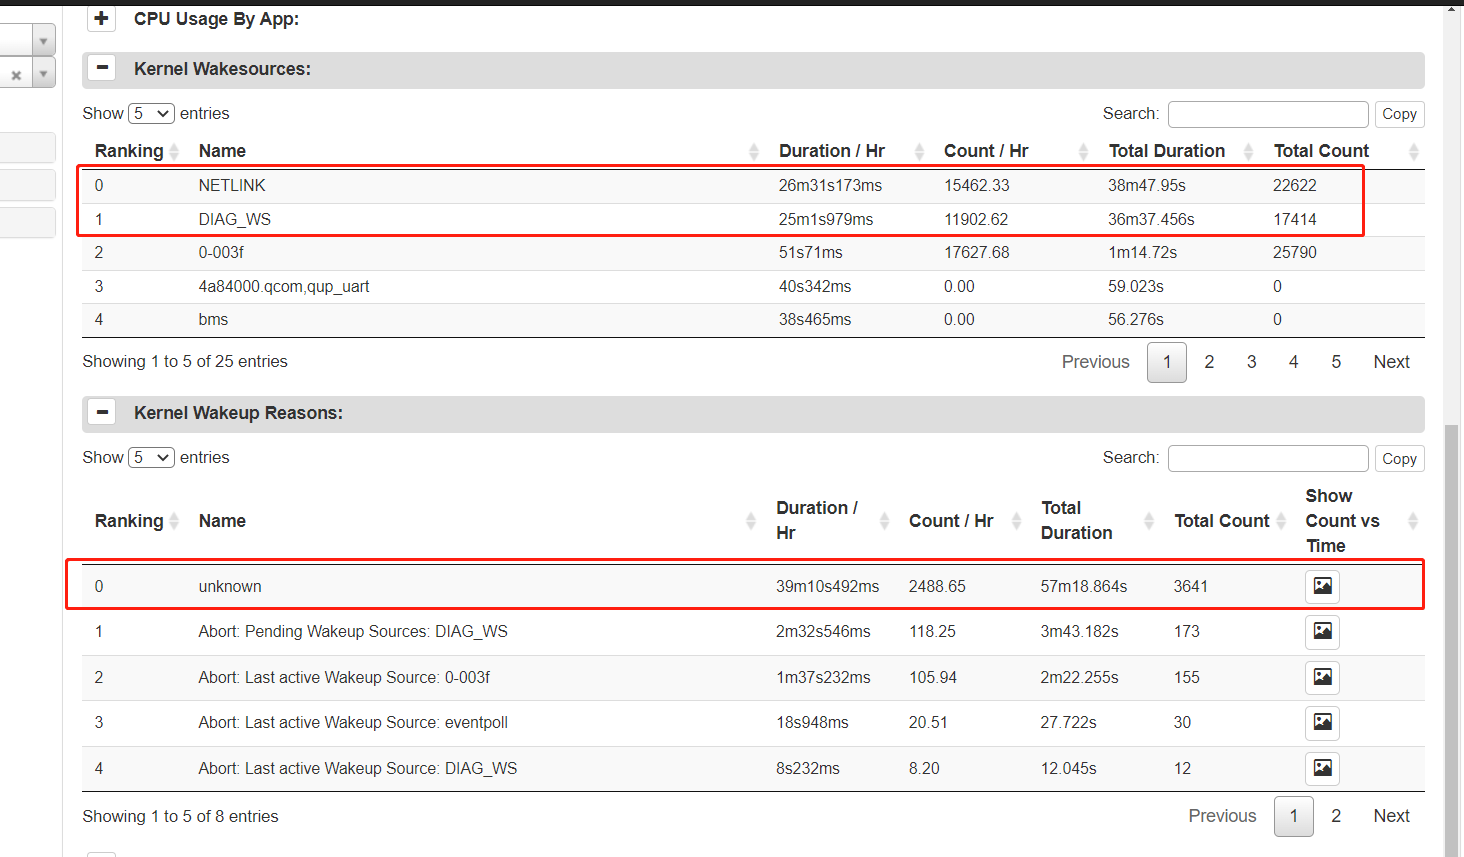 CPU Usage By App:
Kernel Wakesources:
Show 5 entries Search: Copy
Ranking Name Duration / Hr Count / Hr Total Duration Total Count
0 NETLINK 26m31s173ms 15462.33 38m47.95s 22622
1 DIAG_WS 25m1s979ms 11902.62 36m37.456s 17414
2 0-003f 51s71ms 17627.68 1m14.72s 25790
3 4a84000.qcom,qup_uart 40s342ms 0.00 59.023s 0
4 bms 38s465ms 0.00 56.276s 0
Showing 1 to 5 of 25 entries Previous 1 2 3 4 5 Next
Kernel Wakeup Reasons:
Show 5 entries Search: Copy
Ranking Name Duration / Hr Count / Hr Total Duration Total Count Show Count vs Time
0 unknown 39m10s492ms 2488.65 57m18.864s 3641
1 Abort: Pending Wakeup Sources: DIAG_WS 2m32s546ms 118.25 3m43.182s 173
2 Abort: Last active Wakeup Source: 0-003f 1m37s232ms 105.94 2m22.255s 155
3 Abort: Last active Wakeup Source: eventpoll 18s948ms 20.51 27.722s 30
4 Abort: Last active Wakeup Source: DIAG_WS 8s232ms 8.20 12.045s 12
Showing 1 to 5 of 8 entries Previous 1 2 Next